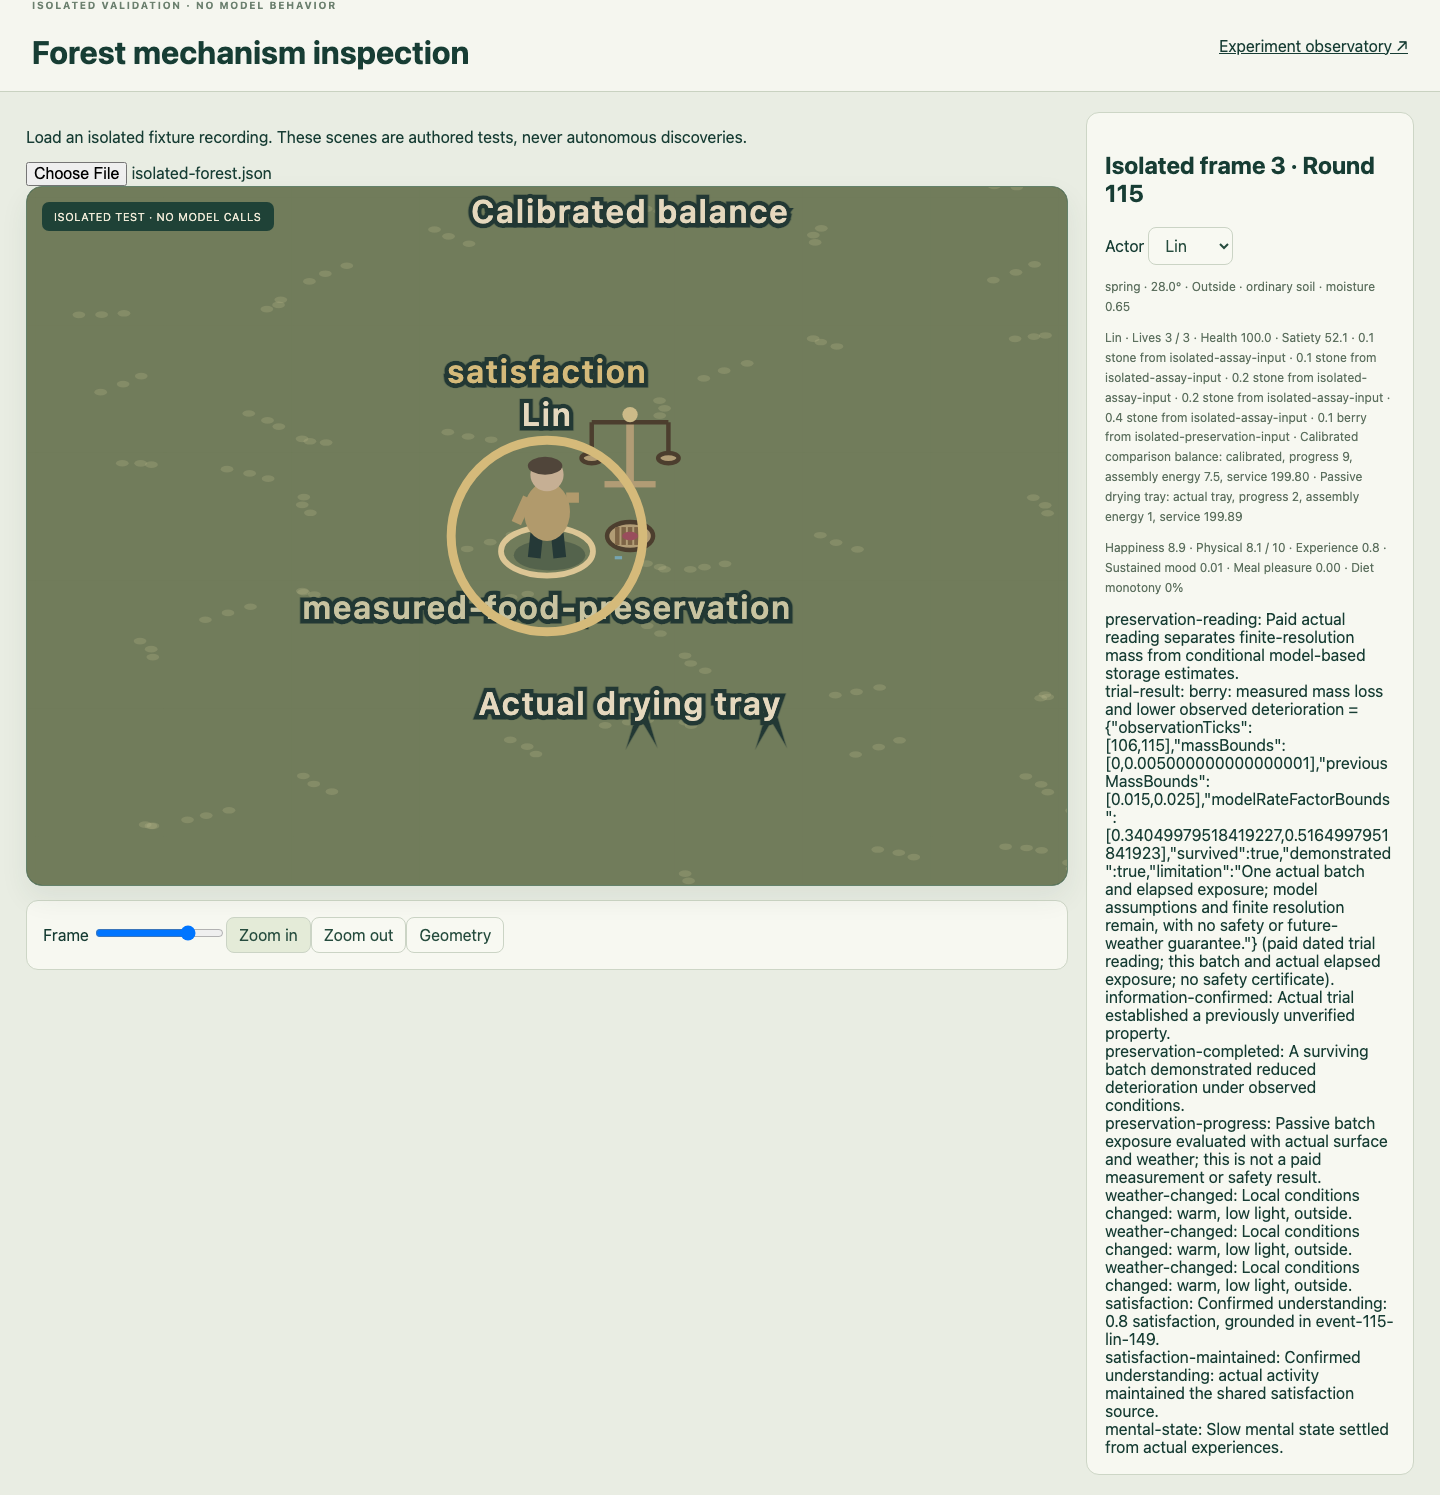 ISOLATED VALIDATION · NO MODEL BEHAVIOR
Forest mechanism inspection
Experiment observatory ↗
Load an isolated fixture recording. These scenes are authored tests, never autonomous discoveries.
Choose File isolated-forest.json
ISOLATED TEST · NO MODEL CALLS
Calibrated balance
satisfaction
Lin
measured-food-preservation
Actual drying tray
Frame
Zoom in
Zoom out
Geometry
Isolated frame 3 · Round
115
Actor Lin
spring · 28.0° · Outside · ordinary soil · moisture
0.65
Lin · Lives 3 / 3 · Health 100.0 · Satiety 52.1 · 0.1
stone from isolated-assay-input · 0.1 stone from
isolated-assay-input · 0.2 stone from isolated-
assay-input · 0.2 stone from isolated-assay-input ·
0.4 stone from isolated-assay-input · 0.1 berry
from isolated-preservation-input · Calibrated
comparison balance: calibrated, progress 9,
assembly energy 7.5, service 199.80 · Passive
drying tray: actual tray, progress 2, assembly
energy 1, service 199.89
Happiness 8.9 · Physical 8.1 / 10 · Experience 0.8 ·
Sustained mood 0.01 · Meal pleasure 0.00 · Diet
monotony 0%
preservation-reading: Paid actual
reading separates finite-resolution
mass from conditional model-based
storage estimates.
trial-result: berry: measured mass loss
and lower observed deterioration =
{"observationTicks":
[106,115],"massBounds":
[0,0.005000000000000001],"previous
MassBounds":
[0.015,0.025],"modelRateFactorBounds
":
[0.34049979518419227,0.5164997951
841923],"survived":true,"demonstrated
":true,"limitation":"One actual batch
and elapsed exposure; model
assumptions and finite resolution
remain, with no safety or future-
weather guarantee."} (paid dated trial
reading; this batch and actual elapsed
exposure; no safety certificate).
information-confirmed: Actual trial
established a previously unverified
property.
preservation-completed: A surviving
batch demonstrated reduced
deterioration under observed
conditions.
preservation-progress: Passive batch
exposure evaluated with actual surface
and weather; this is not a paid
measurement or safety result.
weather-changed: Local conditions
changed: warm, low light, outside.
weather-changed: Local conditions
changed: warm, low light, outside.
weather-changed: Local conditions
changed: warm, low light, outside.
satisfaction: Confirmed understanding:
0.8 satisfaction, grounded in event-115-
lin-149.
satisfaction-maintained: Confirmed
understanding: actual activity
maintained the shared satisfaction
source.
mental-state: Slow mental state settled
from actual experiences.